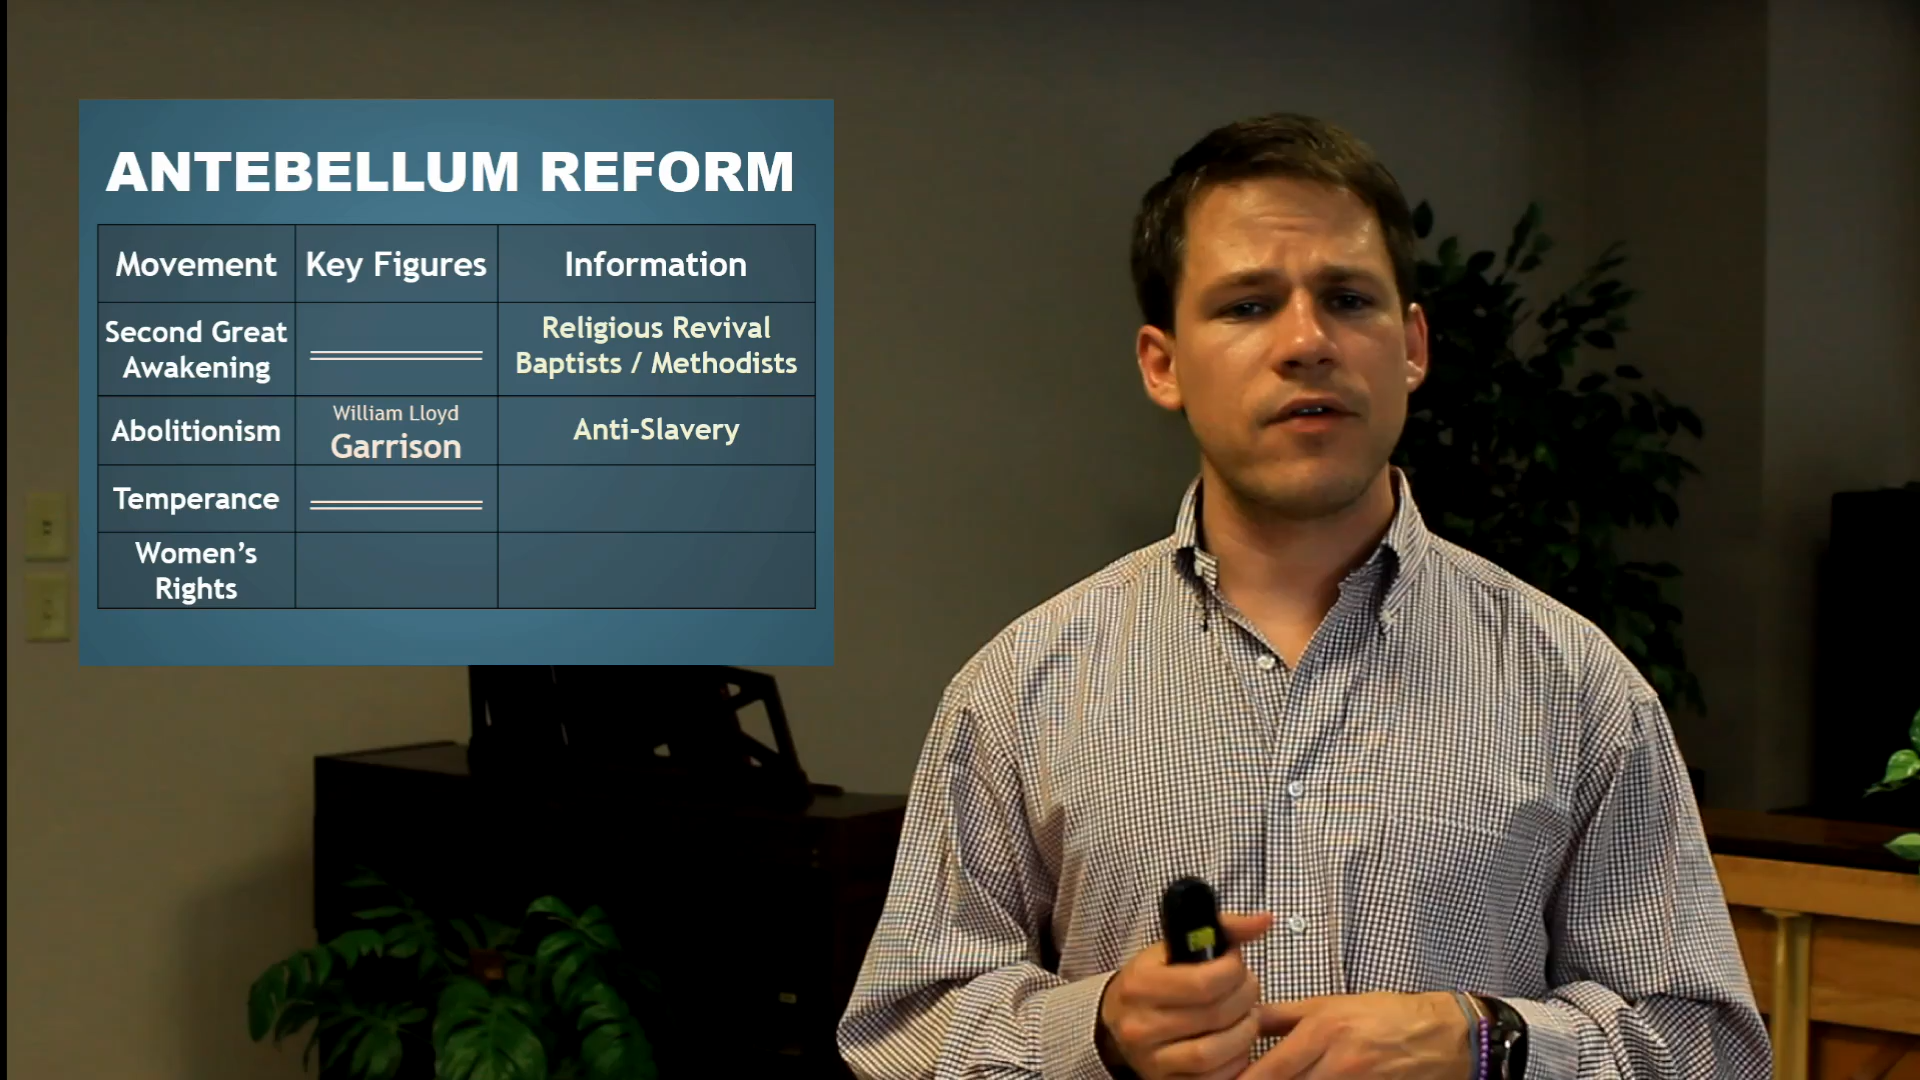 ANTEBELLUM REFORM
Movement
Key Figures
Information
Second Great
Awakening
Religious Revival
Baptists / Methodists
Abolitionism
William Lloyd
Garrison
Anti-Slavery
Temperance
Women's
Rights